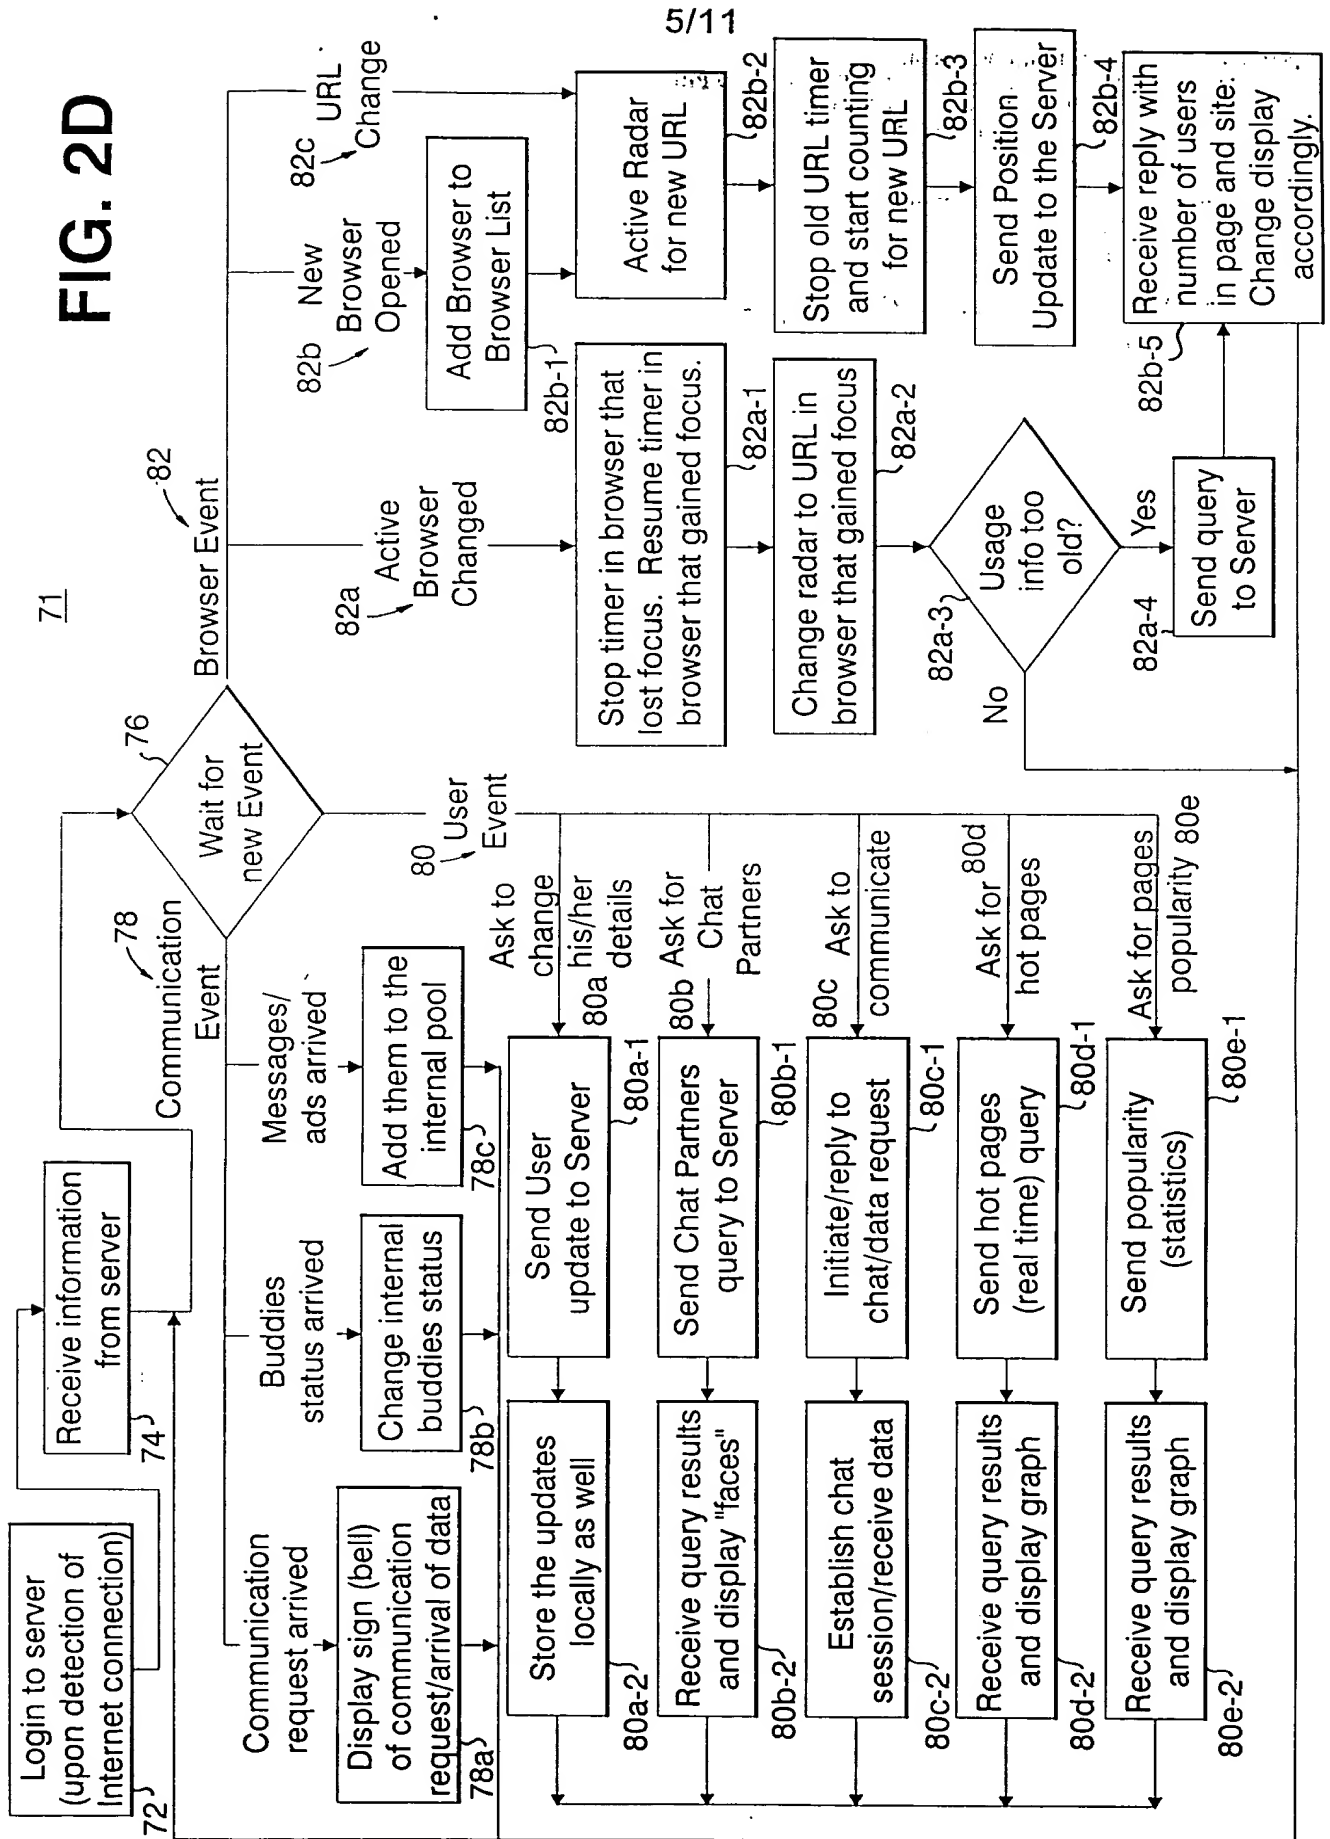 5/11
FIG. 2D
71
Login to server
(upon detection of
Internet connection)
72
Receive information
from server
74
Wait for
new Event
76
Communication
Event
78
Communication
request arrived
Display sign (bell)
of communication
request/arrival of data
78a
Buddies
status arrived
Change internal
buddies status
78b
Messages/
ads arrived
Add them to the
internal pool
78c
80
User
Event
Ask to
change
his/her
details
80a
Send User
update to Server
80a-1
Store the updates
locally as well
80a-2
80b
Ask for
Chat
Partners
Send Chat Partners
query to Server
80b-1
Receive query results
and display "faces"
80b-2
80c
Ask to
communicate
Initiate/reply to
chat/data request
80c-1
Establish chat
session/receive data
80c-2
80d
Ask for
hot pages
Send hot pages
(real time) query
80d-1
Receive query results
and display graph
80d-2
Ask for pages
popularity 80e
Send popularity
(statistics)
80e-1
Receive query results
and display graph
80e-2
Browser Event
82
82a
Active
Browser
Changed
Stop timer in browser that
lost focus. Resume timer in
browser that gained focus.
82a-1
Change radar to URL in
browser that gained focus
82a-2
Usage
info too
old?
82a-3
No
Yes
Send query
to Server
82a-4
82b
New
Browser
Opened
Add Browser to
Browser List
82b-1
82c
URL
Change
Active Radar
for new URL
82b-2
Stop old URL timer
and start counting
for new URL
82b-3
Send Position
Update to the Server
82b-4
Receive reply with
number of users
in page and site.
Change display
accordingly.
82b-5